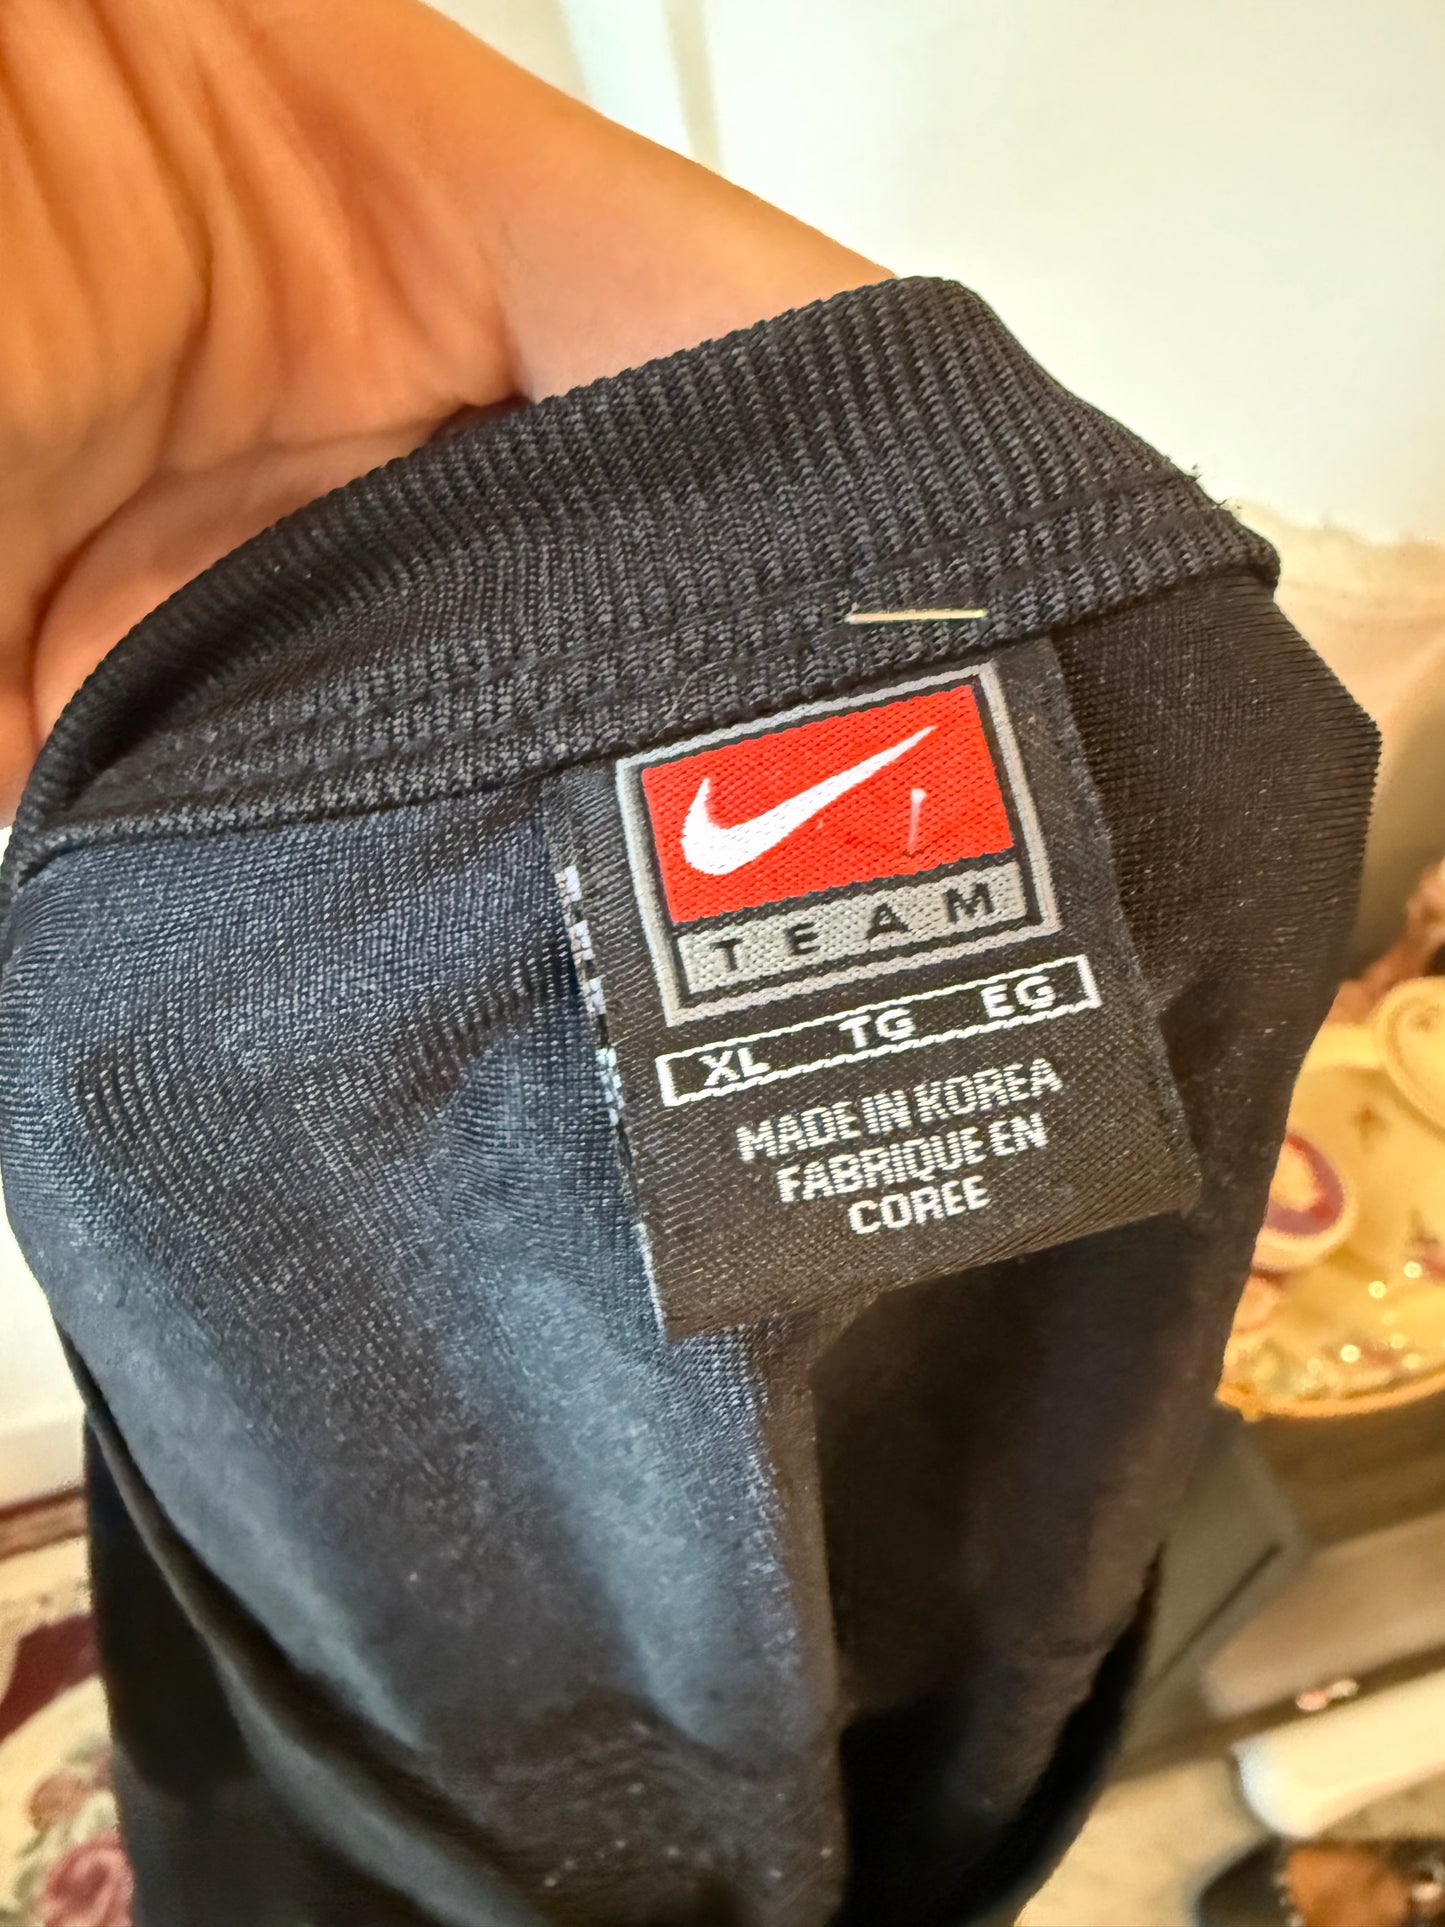 TEAM
XL TG EG
MADE IN KOREA
FABRIQUE EN
COREE